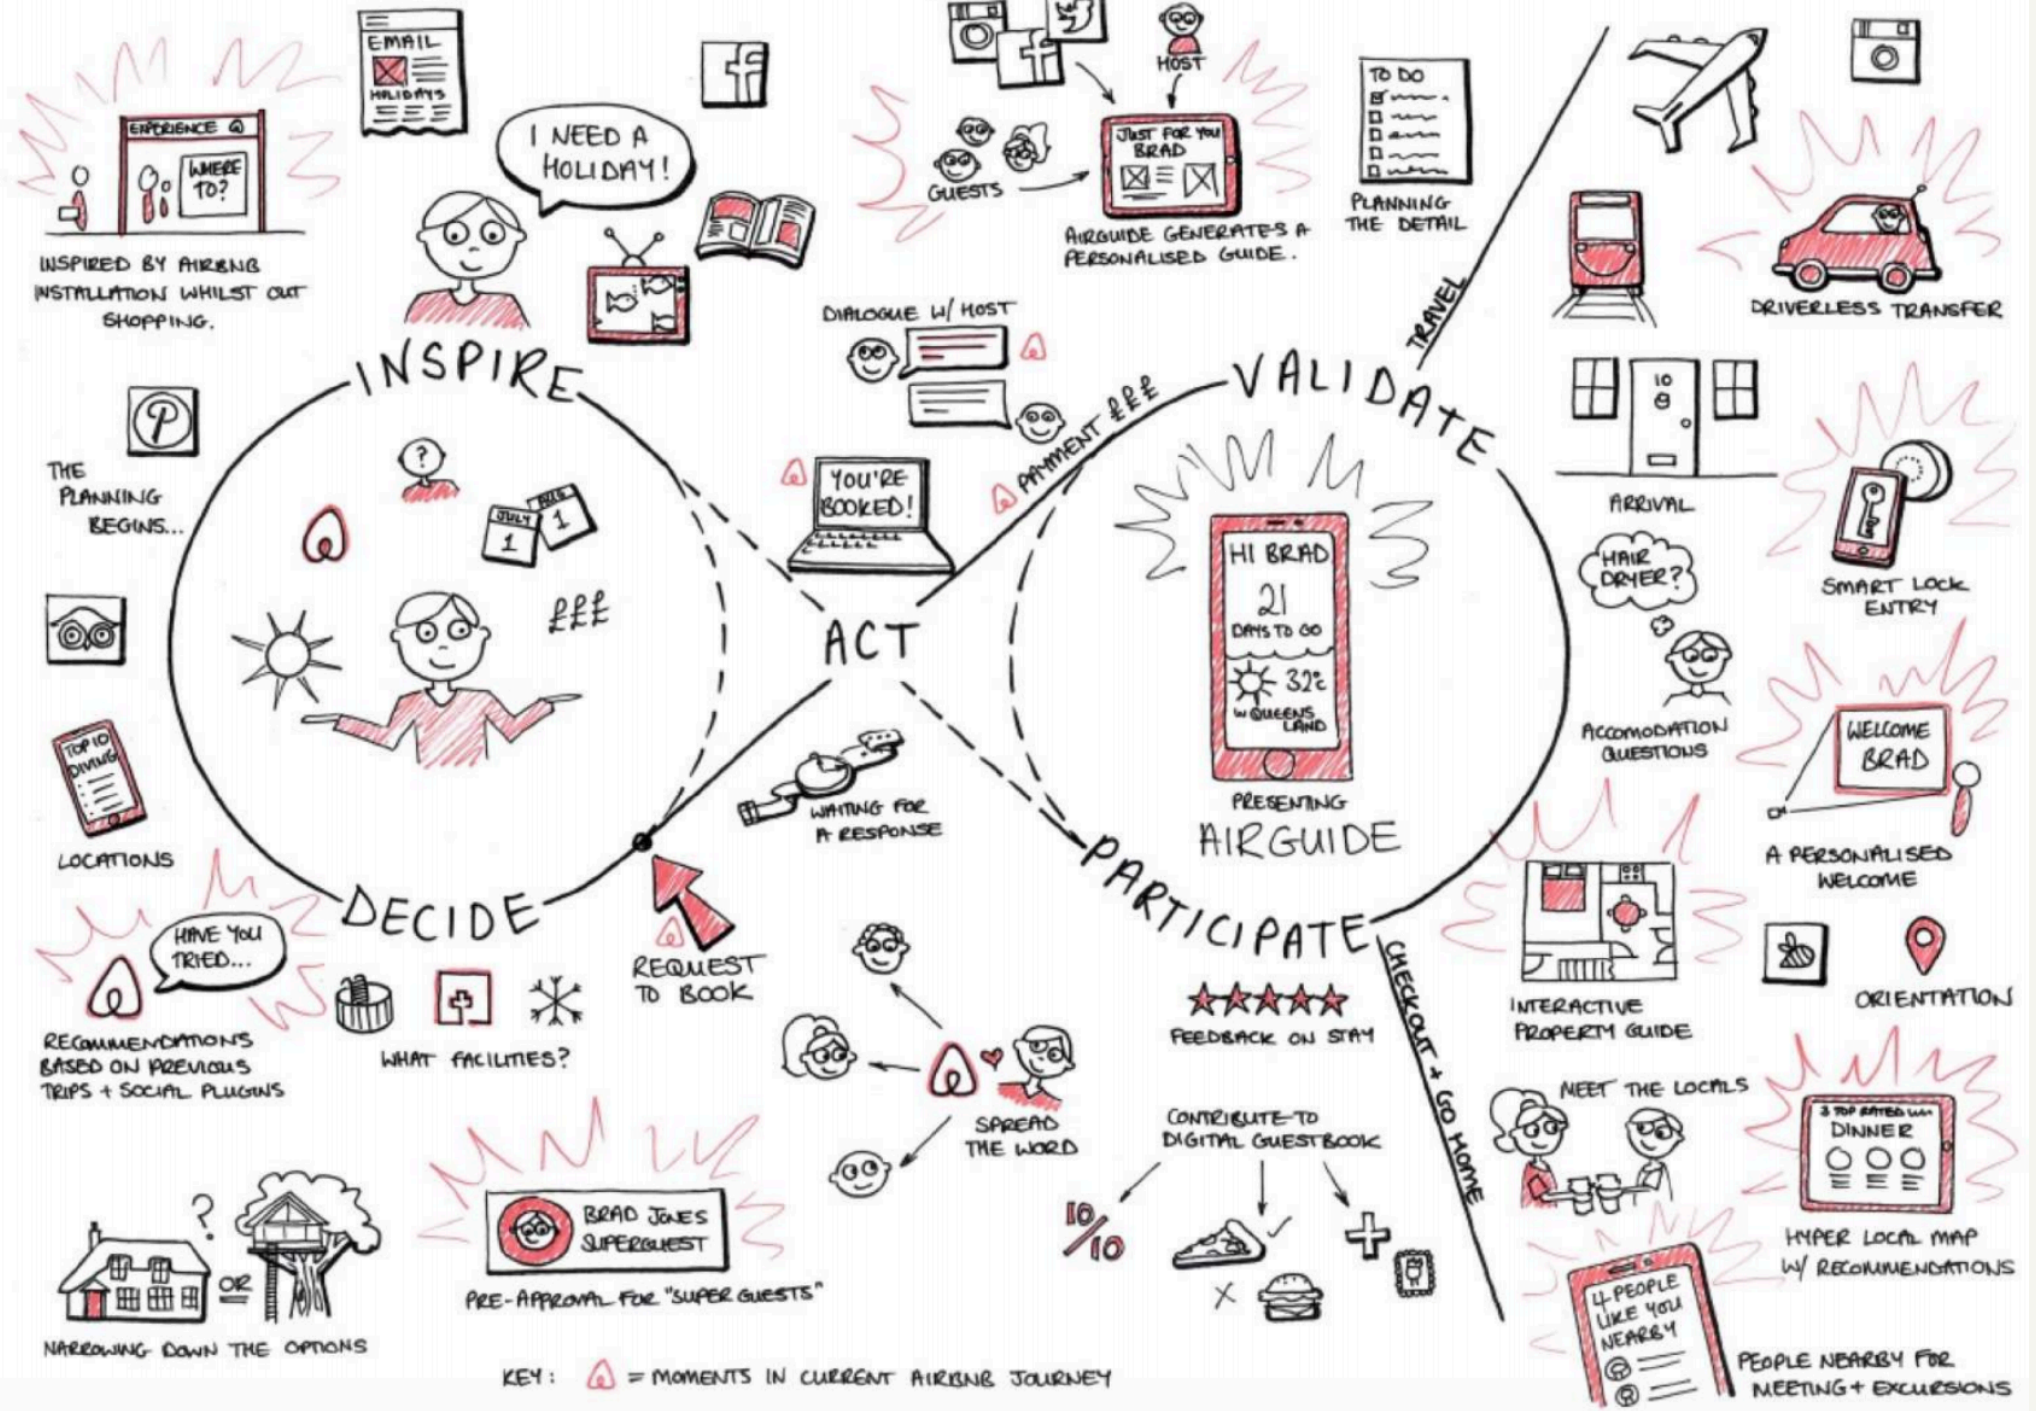 EMAIL
HOLIDAYS
I NEED A
HOLIDAY!
EXPERIENCE
WHERE
TO?
INSPIRED BY AIRBNB
INSTALLATION WHILST OUT
SHOPPING.
HOST
GUESTS
JUST FOR YOU
BRAD
AIRGUIDE GENERATES A
PERSONALISED GUIDE.
TO DO
PLANNING
THE DETAIL
TRAVEL
DRIVERLESS TRANSFER
INSPIRE
THE
PLANNING
BEGINS...
?
JULY
1
AUG
1
£££
TOP 10
DIVING
LOCATIONS
DIALOGUE W/ HOST
PAYMENT £££
YOU'RE
BOOKED!
ACT
WAITING FOR
A RESPONSE
VALIDATE
HI BRAD
21
DAYS TO GO
32°c
IN QUEENS
LAND
PRESENTING
AIRGUIDE
10
ARRIVAL
SMART LOCK
ENTRY
HAIR
DRYER?
ACCOMODATION
QUESTIONS
WELCOME
BRAD
A PERSONALISED
WELCOME
DECIDE
HAVE YOU
TRIED...
RECOMMENDATIONS
BASED ON PREVIOUS
TRIPS + SOCIAL PLUGINS
WHAT FACILITIES?
REQUEST
TO BOOK
PARTICIPATE
CHECKOUT + GO HOME
INTERACTIVE
PROPERTY GUIDE
ORIENTATION
FEEDBACK ON STAY
SPREAD
THE WORD
CONTRIBUTE TO
DIGITAL GUESTBOOK
10/10
MEET THE LOCALS
3 TOP RATED
DINNER
HYPER LOCAL MAP
W/ RECOMMENDATIONS
4 PEOPLE
LIKE YOU
NEARBY
PEOPLE NEARBY FOR
MEETING + EXCURSIONS
?
OR
NARROWING DOWN THE OPTIONS
BRAD JONES
SUPERGUEST
PRE-APPROVAL FOR "SUPER GUESTS"
KEY: = MOMENTS IN CURRENT AIRBNB JOURNEY